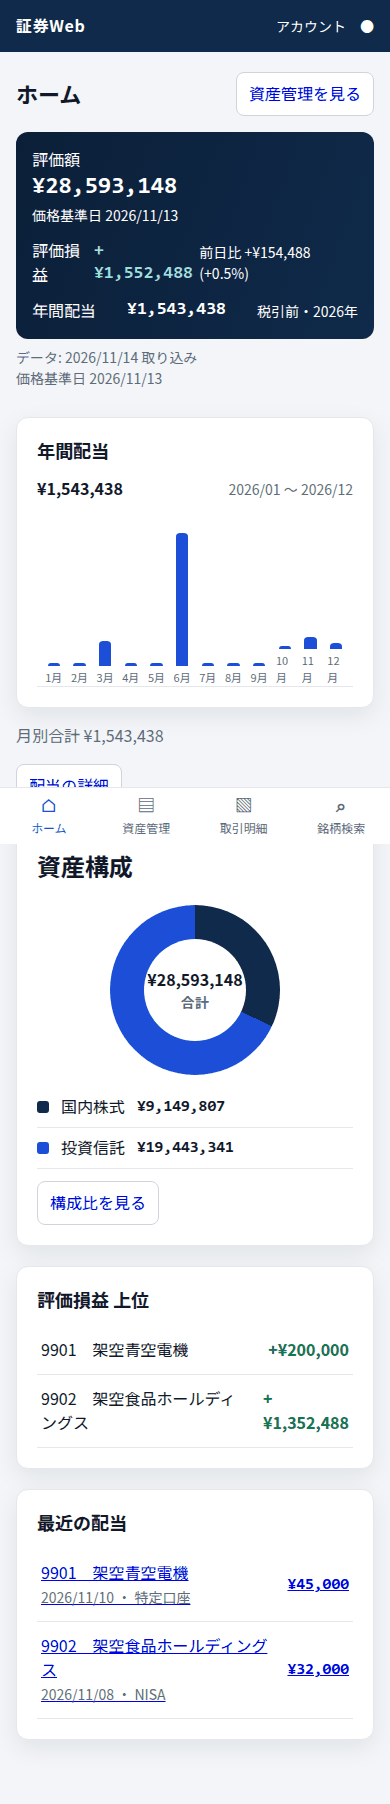 証券Web
アカウント
ホーム
資産管理を見る
評価額
¥28,593,148
価格基準日 2026/11/13
評価損益
+¥1,552,488
前日比 +¥154,488 (+0.5%)
年間配当
¥1,543,438
税引前・2026年
データ: 2026/11/14 取り込み
価格基準日 2026/11/13
年間配当
¥1,543,438
2026/01 ～ 2026/12
1月 2月 3月 4月 5月 6月 7月 8月 9月 10月 11月 12月
月別合計 ¥1,543,438
配当の詳細
ホーム
資産管理
取引明細
銘柄検索
資産構成
¥28,593,148
合計
国内株式 ¥9,149,807
投資信託 ¥19,443,341
構成比を見る
評価損益 上位
9901 架空青空電機
+¥200,000
9902 架空食品ホールディングス
+¥1,352,488
最近の配当
9901 架空青空電機
2026/11/10 ・ 特定口座
¥45,000
9902 架空食品ホールディングス
2026/11/08 ・ NISA
¥32,000